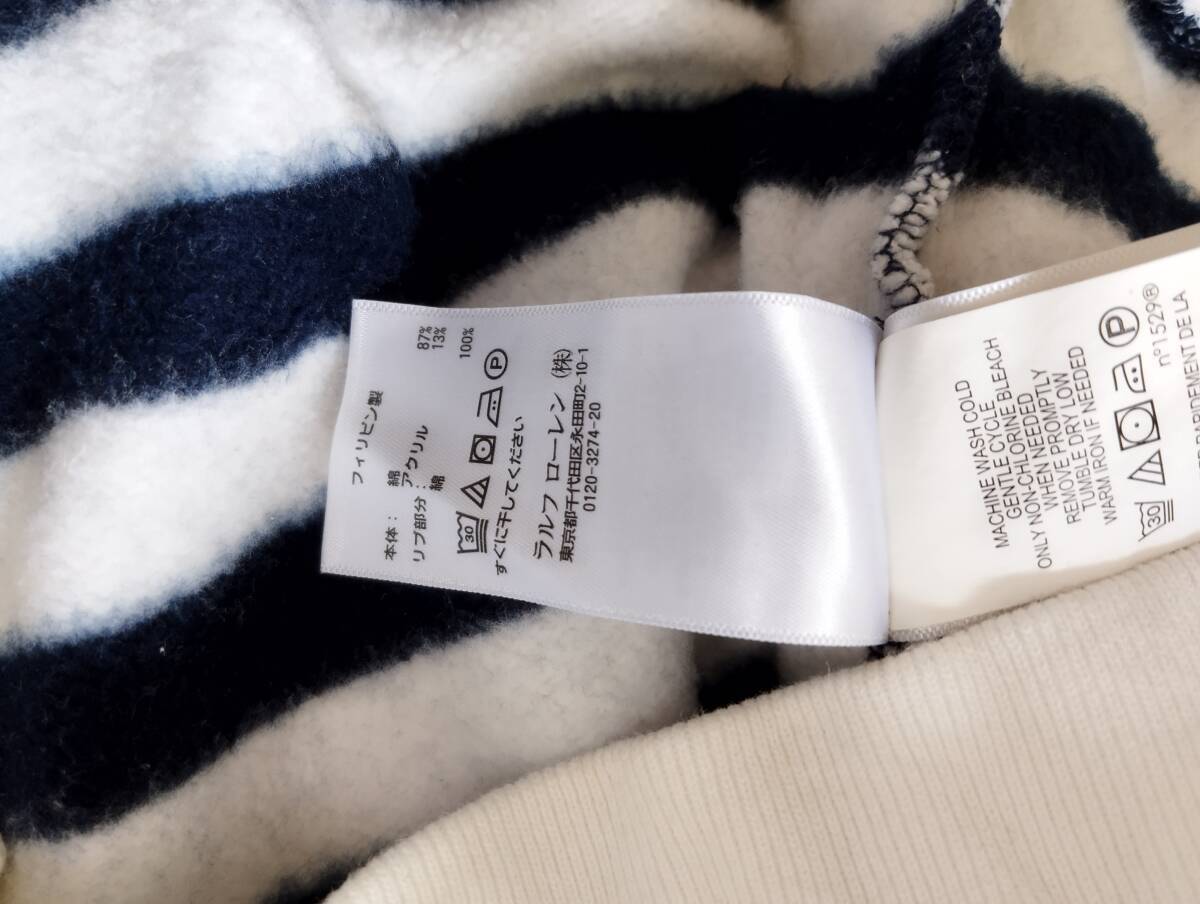 フィリピン製
本体: 綿 87%
アクリル 13%
リブ部分: 綿 100%
30 P
すぐに干してください
ラルフ ローレン (株)
東京都千代田区永田町2-10-1
0120-3274-20
MACHINE WASH COLD
GENTLE CYCLE
ONLY NON-CHLORINE BLEACH
WHEN NEEDED
REMOVE PROMPTLY
TUMBLE DRY LOW
WARM IRON IF NEEDED
30 P
n°1529®
DE LA